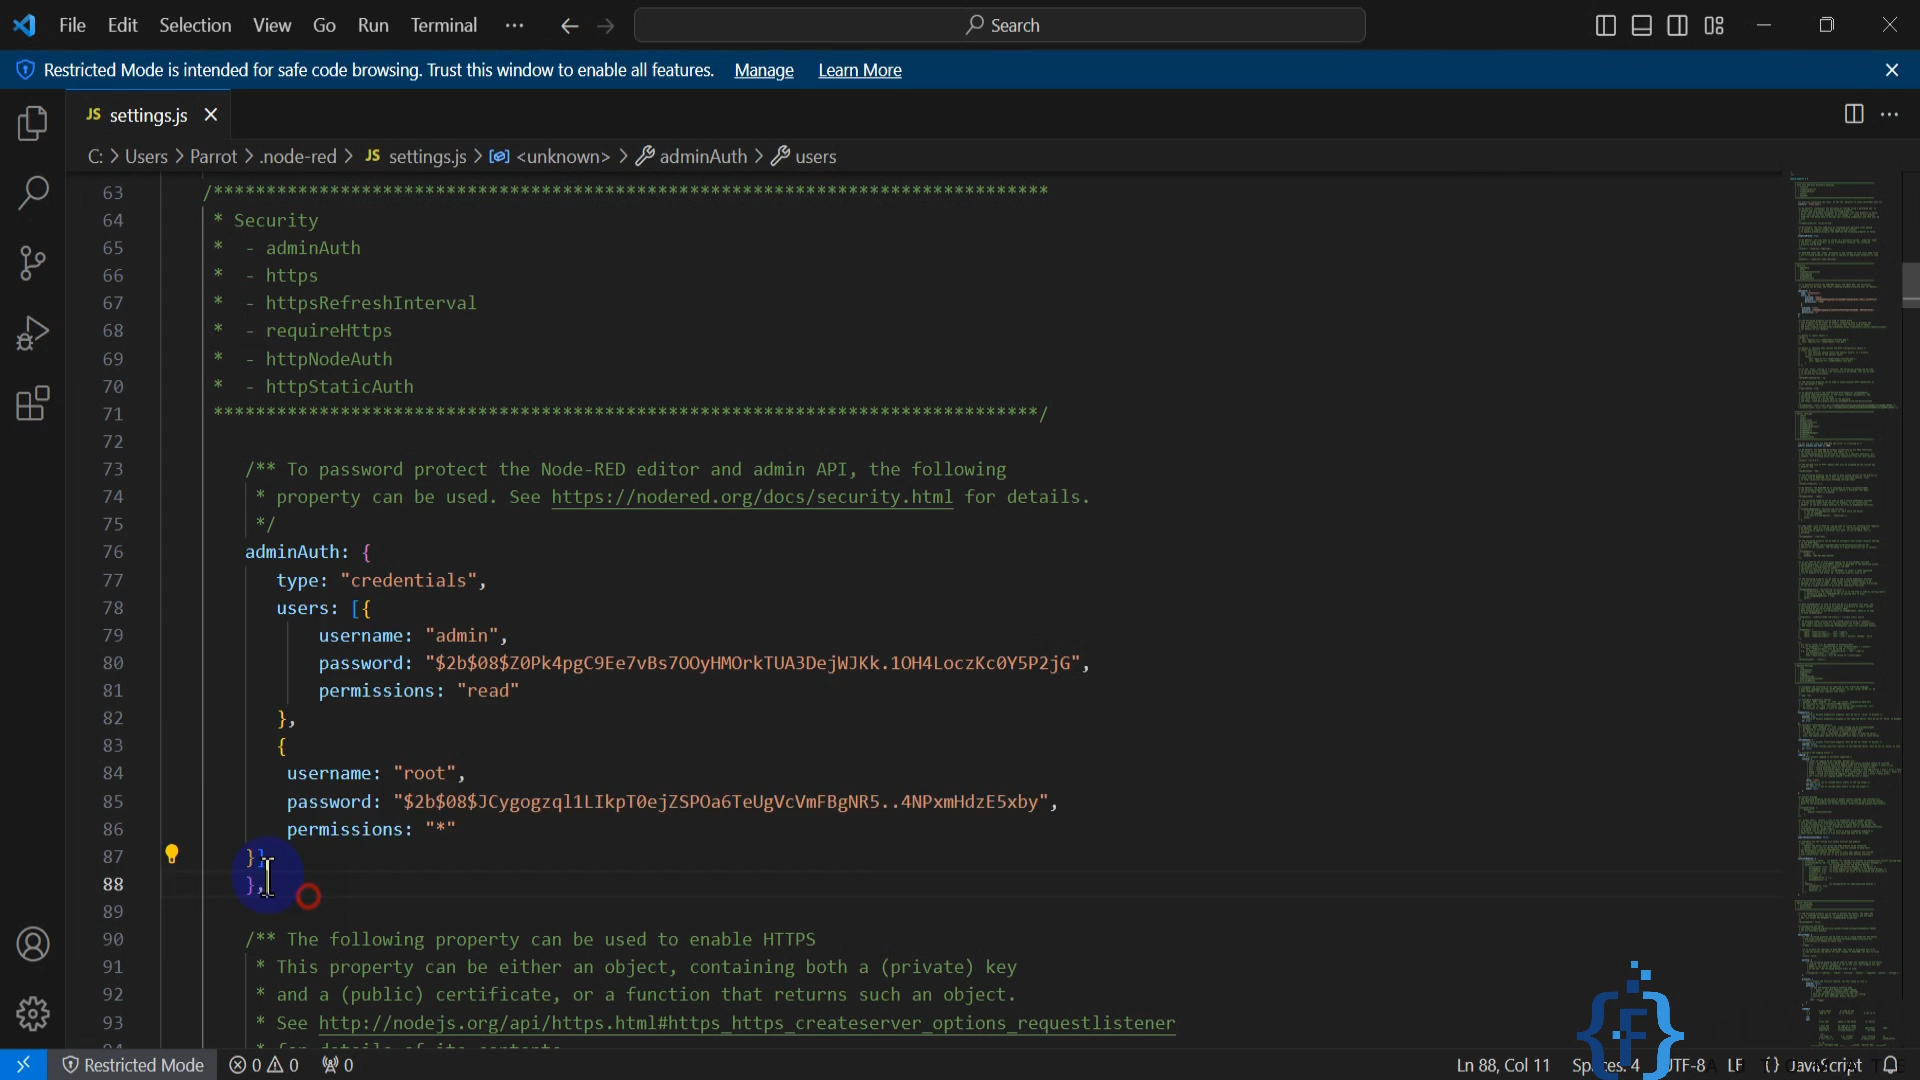 File Edit Selection View Go Run Terminal ··· Search
Restricted Mode is intended for safe code browsing. Trust this window to enable all features. Manage Learn More
JS settings.js
C: > Users > Parrot > .node-red > JS settings.js > <unknown> > adminAuth > users
63 /*******************************************************************************
64 * Security
65 * - adminAuth
66 * - https
67 * - httpsRefreshInterval
68 * - requireHttps
69 * - httpNodeAuth
70 * - httpStaticAuth
71 ******************************************************************************/
72
73 /** To password protect the Node-RED editor and admin API, the following
74 * property can be used. See https://nodered.org/docs/security.html for details.
75 */
76 adminAuth: {
77 type: "credentials",
78 users: [{
79 username: "admin",
80 password: "$2b$08$Z0Pk4pgC9Ee7vBs7OOyHMOrkTUA3DejWJKk.1OH4LoczKc0Y5P2jG",
81 permissions: "read"
82 },
83 {
84 username: "root",
85 password: "$2b$08$JCygogzql1LIkpT0ejZSPOa6TeUgVcVmFBgNR5..4NPxmHdzE5xby",
86 permissions: "*"
87 }]
88 },
89
90 /** The following property can be used to enable HTTPS
91 * This property can be either an object, containing both a (private) key
92 * and a (public) certificate, or a function that returns such an object.
93 * See http://nodejs.org/api/https.html#https_https_createserver_options_requestlistener
Restricted Mode 0 0 0 Ln 88, Col 11 Spaces: 4 UTF-8 LF {} JavaScript